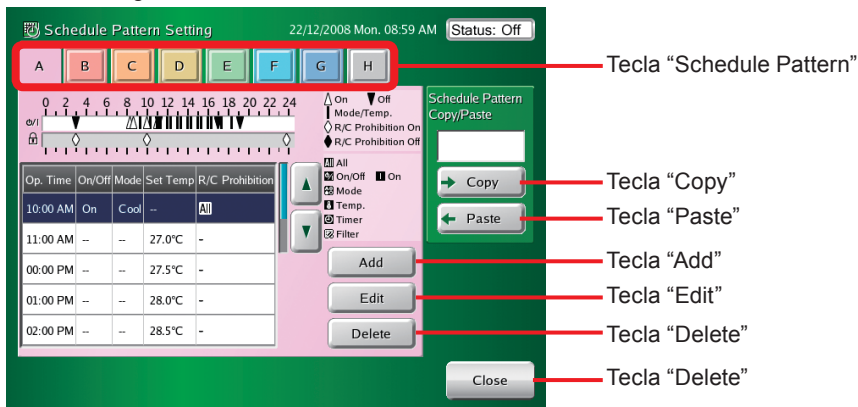 Schedule Pattern Setting 22/12/2008 Mon. 08:59 AM Status: Off
A B C D E F G H
Tecla “Schedule Pattern”
0 2 4 6 8 10 12 14 16 18 20 22 24
On Off
Mode/Temp.
R/C Prohibition On
R/C Prohibition Off
Schedule Pattern
Copy/Paste
All All
On/Off On
Mode
Temp.
Timer
Filter
Copy
Tecla “Copy”
Paste
Tecla “Paste”
Op. Time On/Off Mode Set Temp R/C Prohibition
10:00 AM On Cool -- All
11:00 AM -- -- 27.0°C -
00:00 PM -- -- 27.5°C -
01:00 PM -- -- 28.0°C -
02:00 PM -- -- 28.5°C -
Add
Tecla “Add”
Edit
Tecla “Edit”
Delete
Tecla “Delete”
Close
Tecla “Delete”